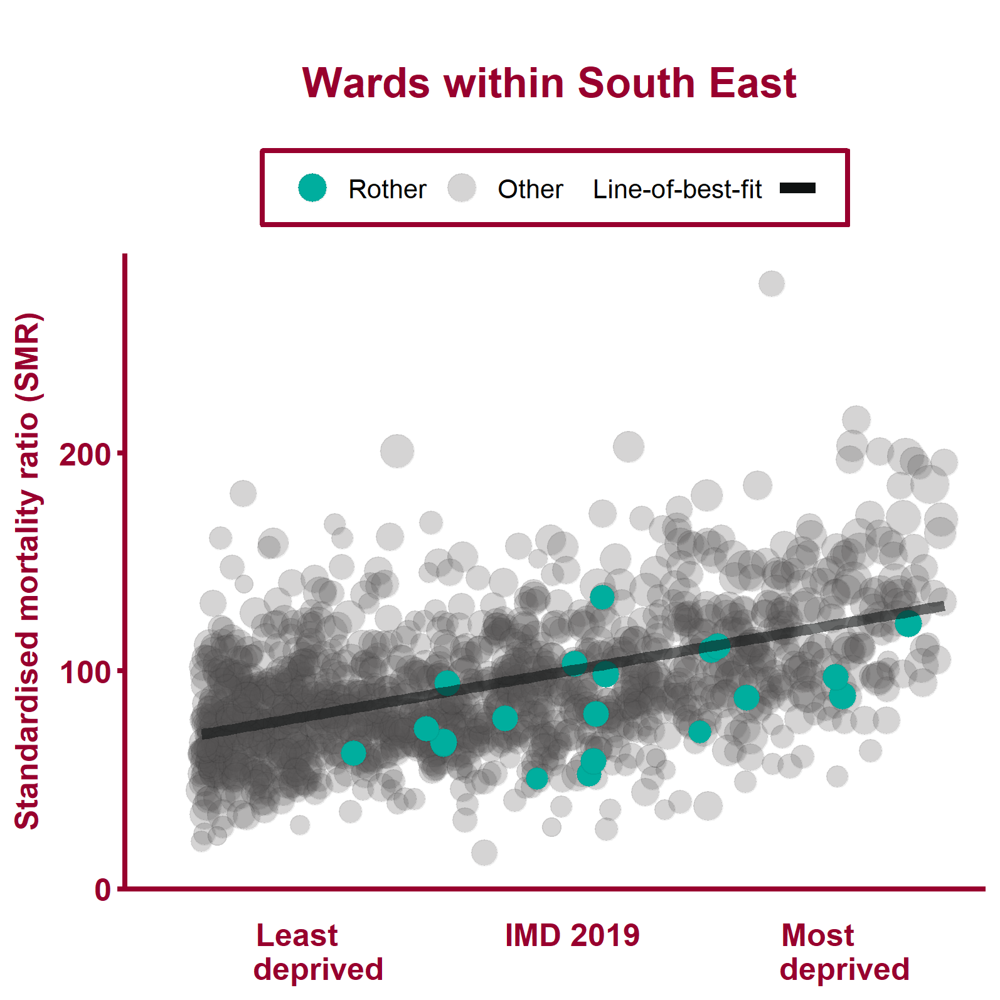 Wards within South East
Rother Other Line-of-best-fit
Standardised mortality ratio (SMR)
200
100
0
Least deprived
IMD 2019
Most deprived